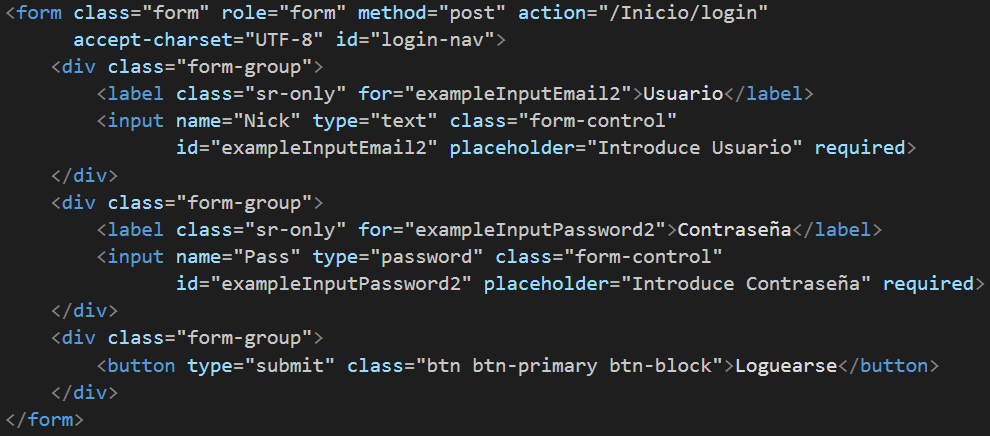 <form class="form" role="form" method="post" action="/Inicio/login"
accept-charset="UTF-8" id="login-nav">
<div class="form-group">
<label class="sr-only" for="exampleInputEmail2">Usuario</label>
<input name="Nick" type="text" class="form-control"
id="exampleInputEmail2" placeholder="Introduce Usuario" required>
</div>
<div class="form-group">
<label class="sr-only" for="exampleInputPassword2">Contraseña</label>
<input name="Pass" type="password" class="form-control"
id="exampleInputPassword2" placeholder="Introduce Contraseña" required>
</div>
<div class="form-group">
<button type="submit" class="btn btn-primary btn-block">Loguearse</button>
</div>
</form>